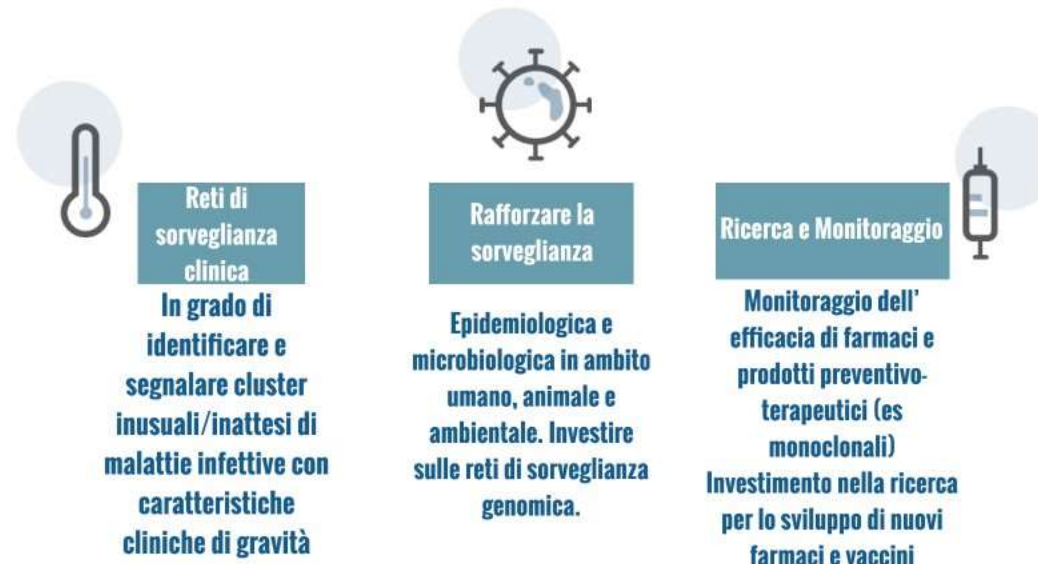 Reti di
sorveglianza
clinica
In grado di
identificare e
segnalare cluster
inusuali/inattesi di
malattie infettive con
caratteristiche
cliniche di gravità
Rafforzare la
sorveglianza
Epidemiologica e
microbiologica in ambito
umano, animale e
ambientale. Investire
sulle reti di sorveglianza
genomica.
Ricerca e Monitoraggio
Monitoraggio dell’
efficacia di farmaci e
prodotti preventivo-
terapeutici (es
monoclonali)
Investimento nella ricerca
per lo sviluppo di nuovi
farmaci e vaccini